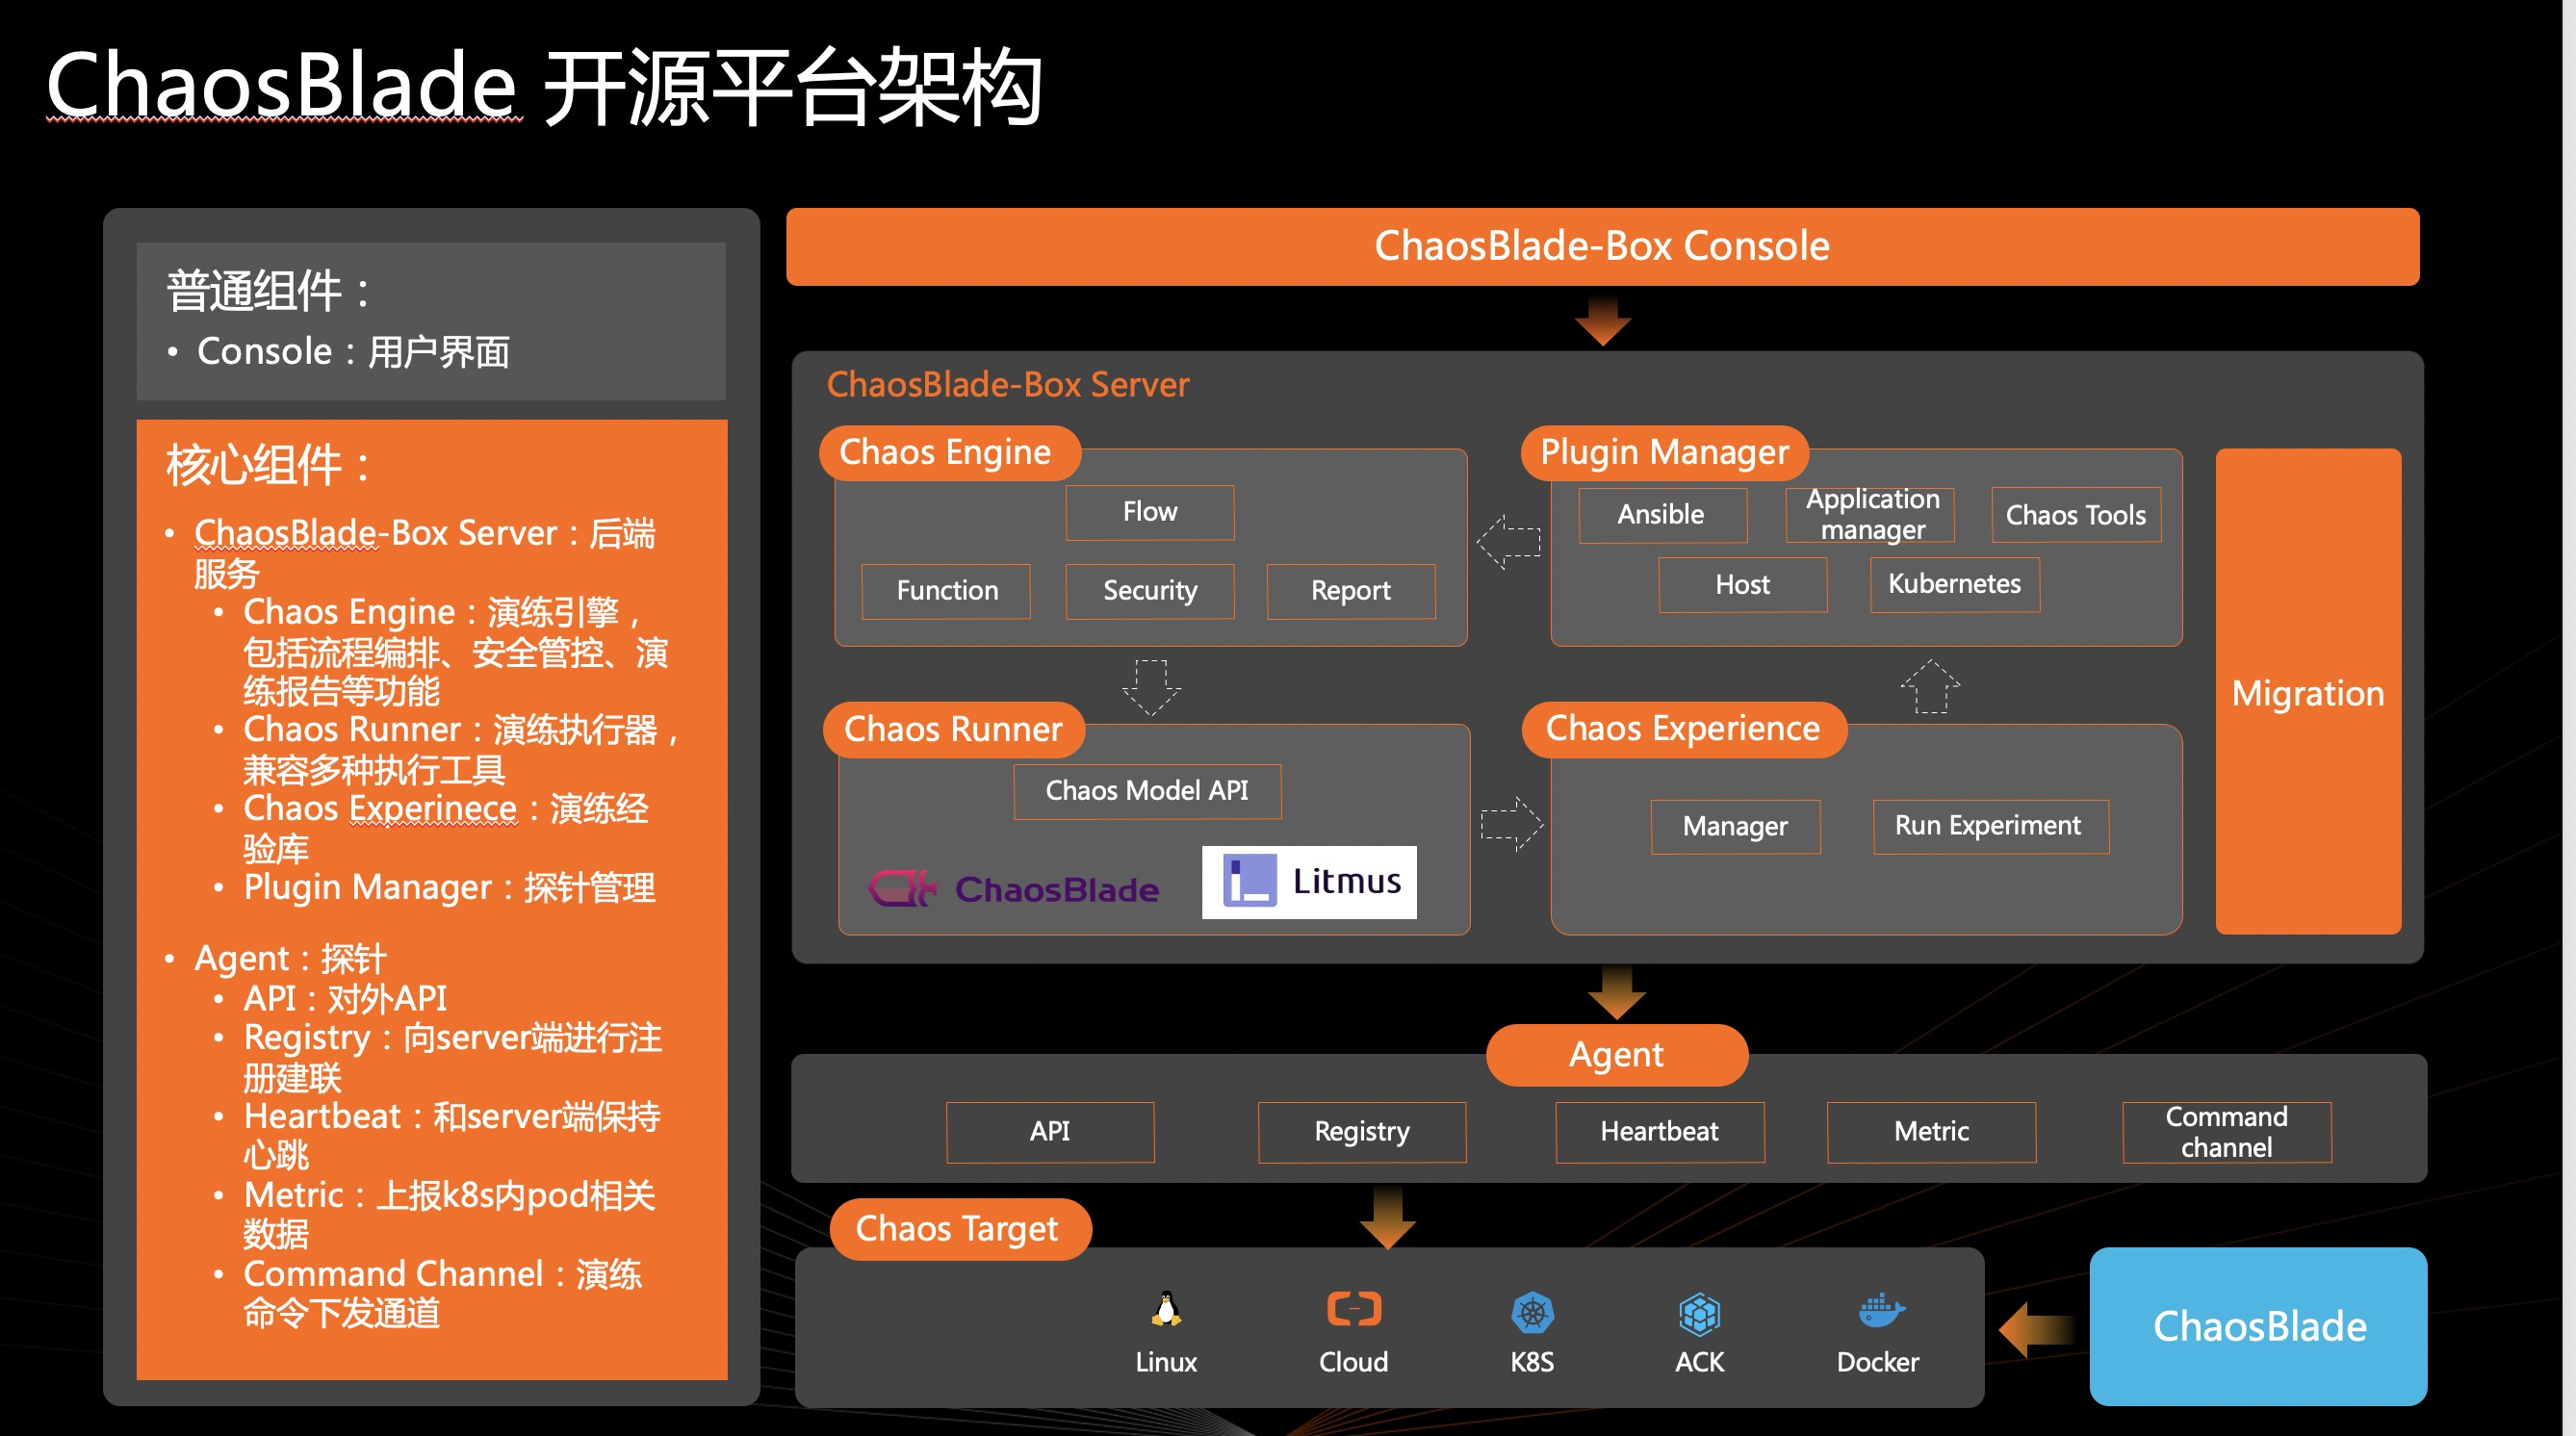 ChaosBlade 开源平台架构
普通组件：
• Console：用户界面
核心组件：
• ChaosBlade-Box Server：后端
服务
• Chaos Engine：演练引擎，
包括流程编排、安全管控、演
练报告等功能
• Chaos Runner：演练执行器，
兼容多种执行工具
• Chaos Experinece：演练经
验库
• Plugin Manager：探针管理
• Agent：探针
• API：对外API
• Registry：向server端进行注
册建联
• Heartbeat：和server端保持
心跳
• Metric：上报k8s内pod相关
数据
• Command Channel：演练
命令下发通道
ChaosBlade-Box Console
ChaosBlade-Box Server
Chaos Engine
Flow
Function
Security
Report
Plugin Manager
Ansible
Application
manager
Chaos Tools
Host
Kubernetes
Chaos Runner
Chaos Model API
ChaosBlade
Litmus
Chaos Experience
Manager
Run Experiment
Migration
Agent
API
Registry
Heartbeat
Metric
Command
channel
Chaos Target
Linux
Cloud
K8S
ACK
Docker
ChaosBlade